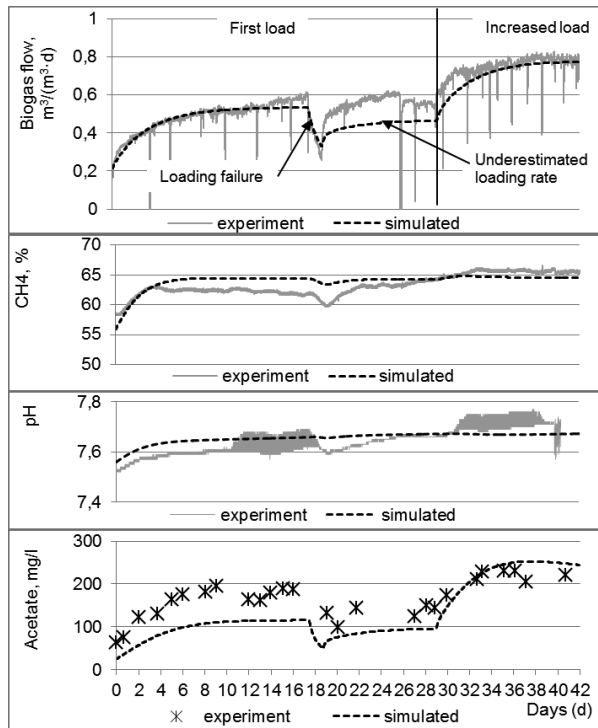 First load
Increased load
Biogas flow,
m³/(m³·d)
1
0,8
0,6
0,4
0,2
0
Loading failure
Underestimated
loading rate
experiment
simulated
CH4, %
70
65
60
55
50
experiment
simulated
pH
7,8
7,6
7,4
experiment
simulated
Acetate, mg/l
300
200
100
0
0 2 4 6 8 10 12 14 16 18 20 22 24 26 28 30 32 34 36 38 40 42
Days (d)
experiment
simulated